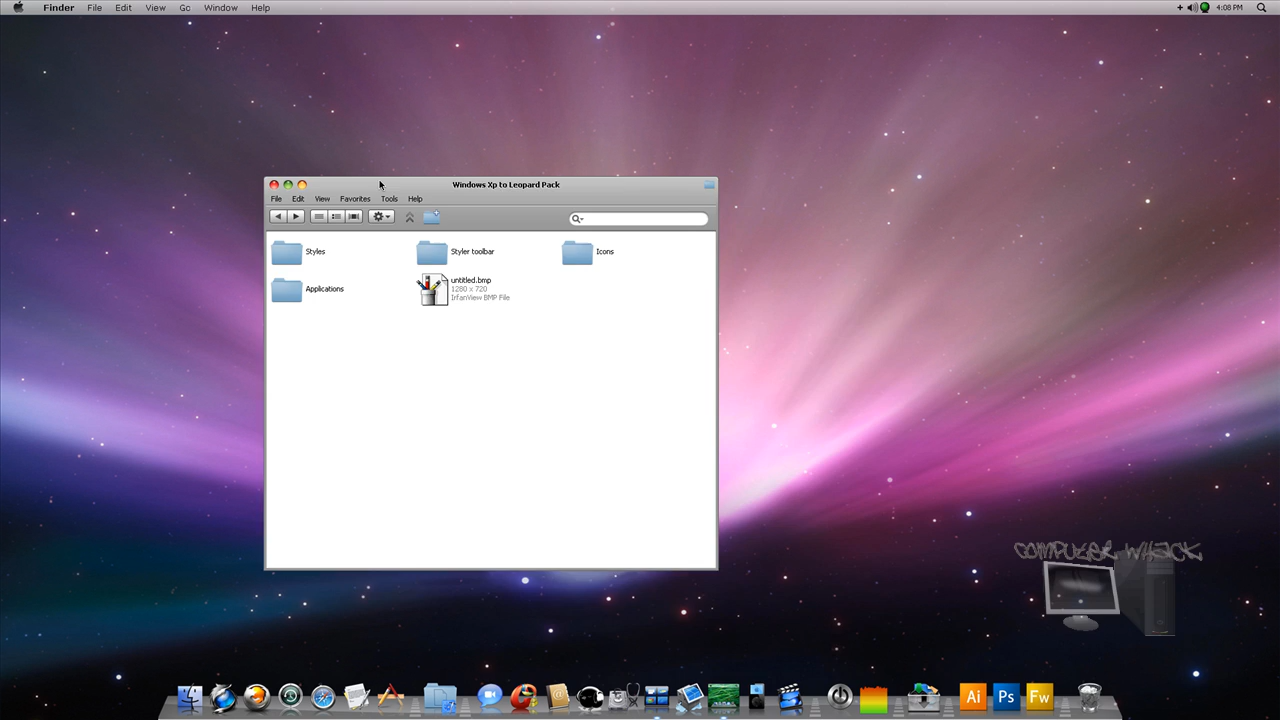 Finder File Edit View Go Window Help 4:08 PM
Windows Xp to Leopard Pack
File Edit View Favorites Tools Help
Styles Styler toolbar Icons
Applications untitled.bmp
1280 x 720
IrfanView BMP File
COMPUTER WHACK
Ai Ps Fw